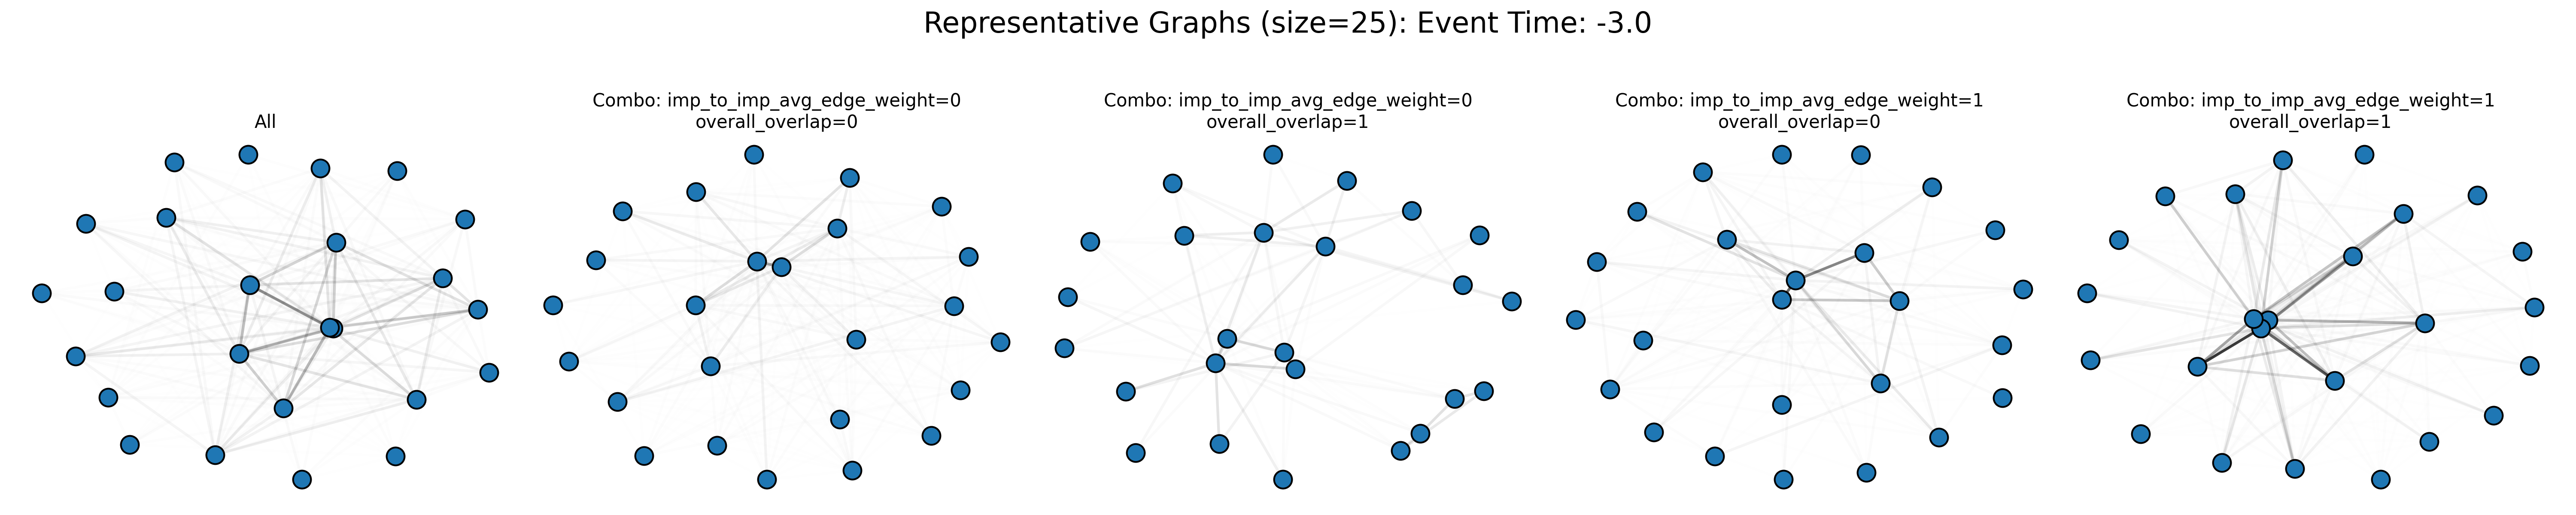 Representative Graphs (size=25): Event Time: -3.0
All
Combo: imp_to_imp_avg_edge_weight=0
overall_overlap=0
Combo: imp_to_imp_avg_edge_weight=0
overall_overlap=1
Combo: imp_to_imp_avg_edge_weight=1
overall_overlap=0
Combo: imp_to_imp_avg_edge_weight=1
overall_overlap=1